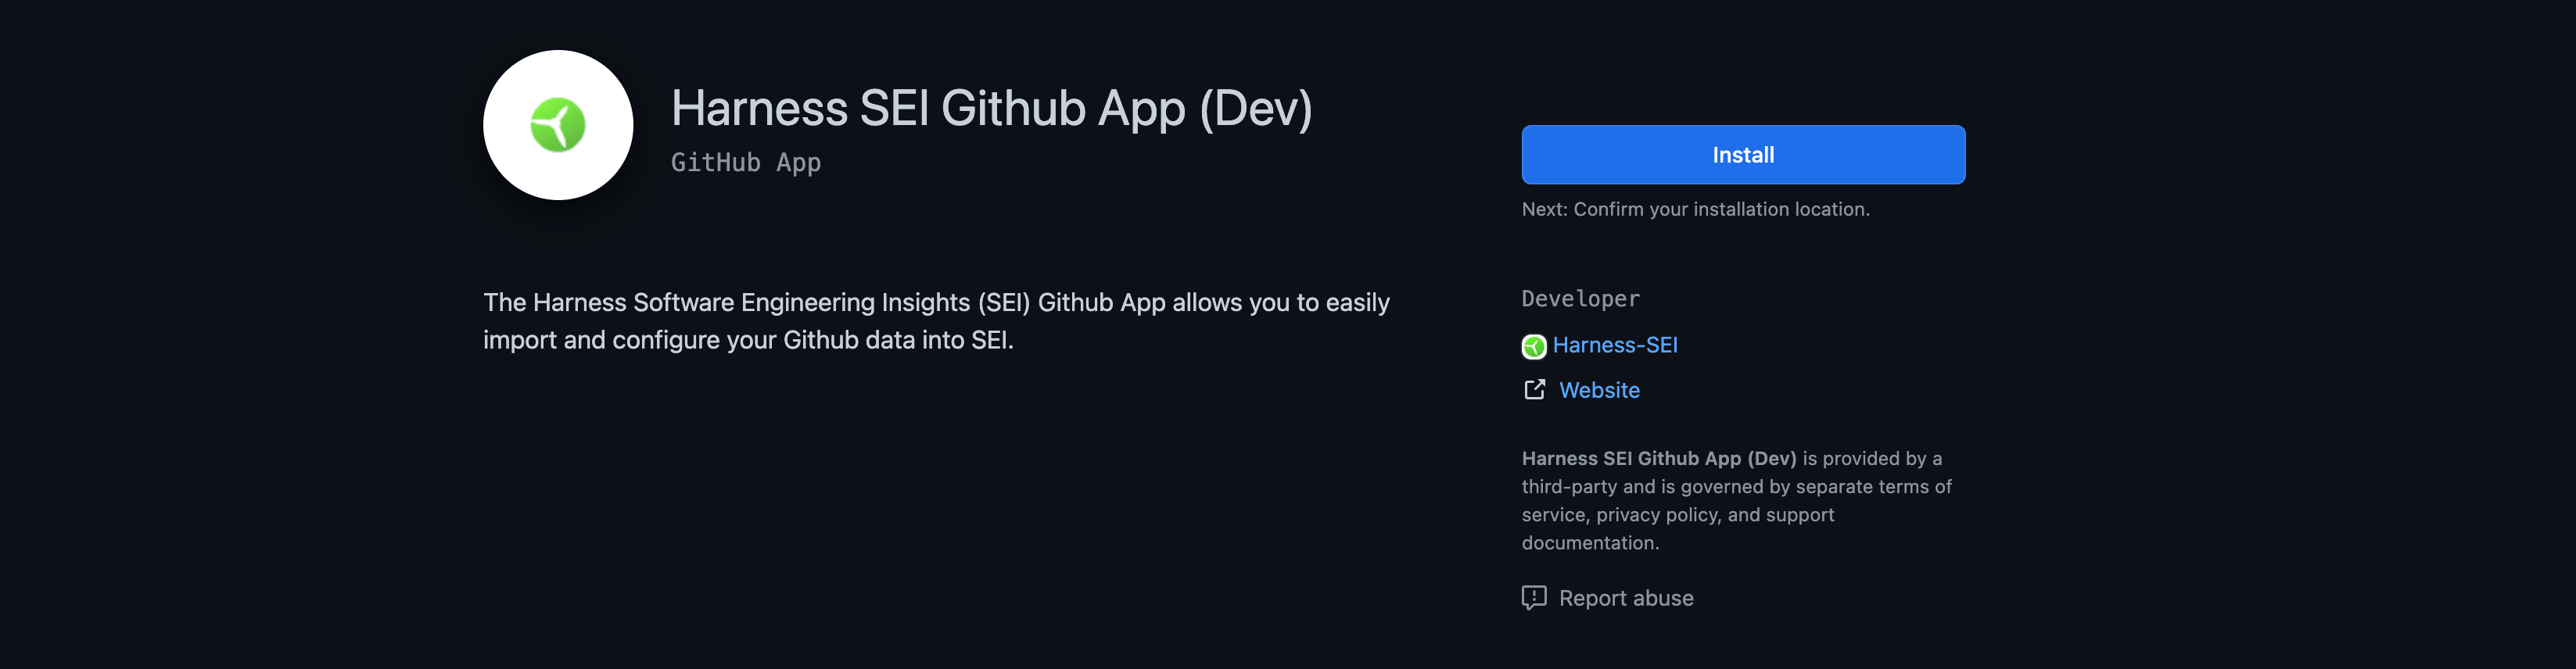 Harness SEI Github App (Dev)
GitHub App
The Harness Software Engineering Insights (SEI) Github App allows you to easily
import and configure your Github data into SEI.
Install
Next: Confirm your installation location.
Developer
Harness-SEI
Website
Harness SEI Github App (Dev) is provided by a
third-party and is governed by separate terms of
service, privacy policy, and support
documentation.
Report abuse